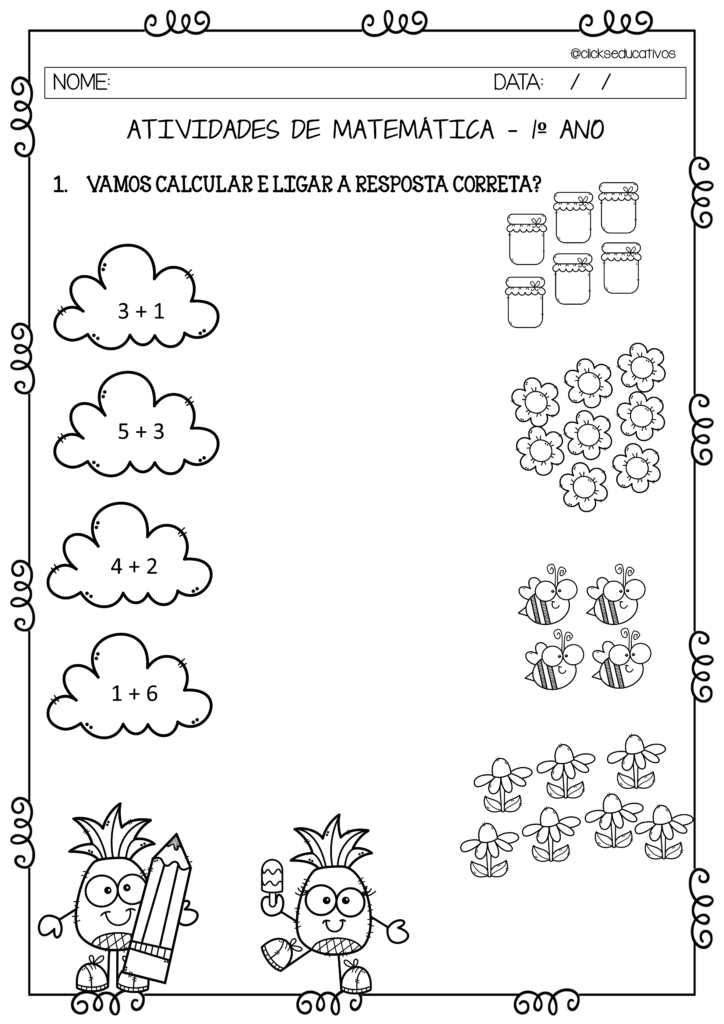 @clickseducativos
NOME: DATA: / /
ATIVIDADES DE MATEMÁTICA - 1º ANO
1. VAMOS CALCULAR E LIGAR A RESPOSTA CORRETA?
3 + 1
5 + 3
4 + 2
1 + 6